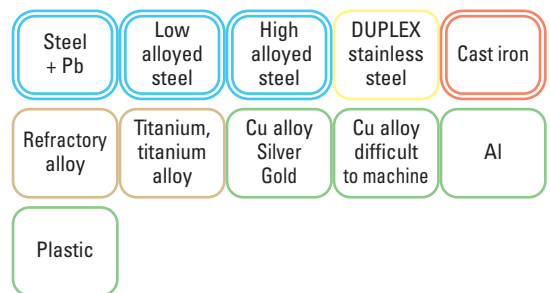 Steel
+ Pb
Low
alloyed
steel
High
alloyed
steel
DUPLEX
stainless
steel
Cast iron
Refractory
alloy
Titanium,
titanium
alloy
Cu alloy
Silver
Gold
Cu alloy
difficult
to machine
Al
Plastic